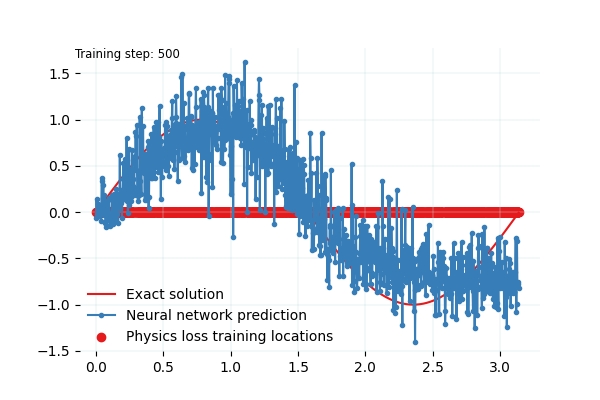 Training step: 500
1.5
1.0
0.5
0.0
−0.5
−1.0
−1.5
Exact solution
Neural network prediction
Physics loss training locations
0.0 0.5 1.0 1.5 2.0 2.5 3.0